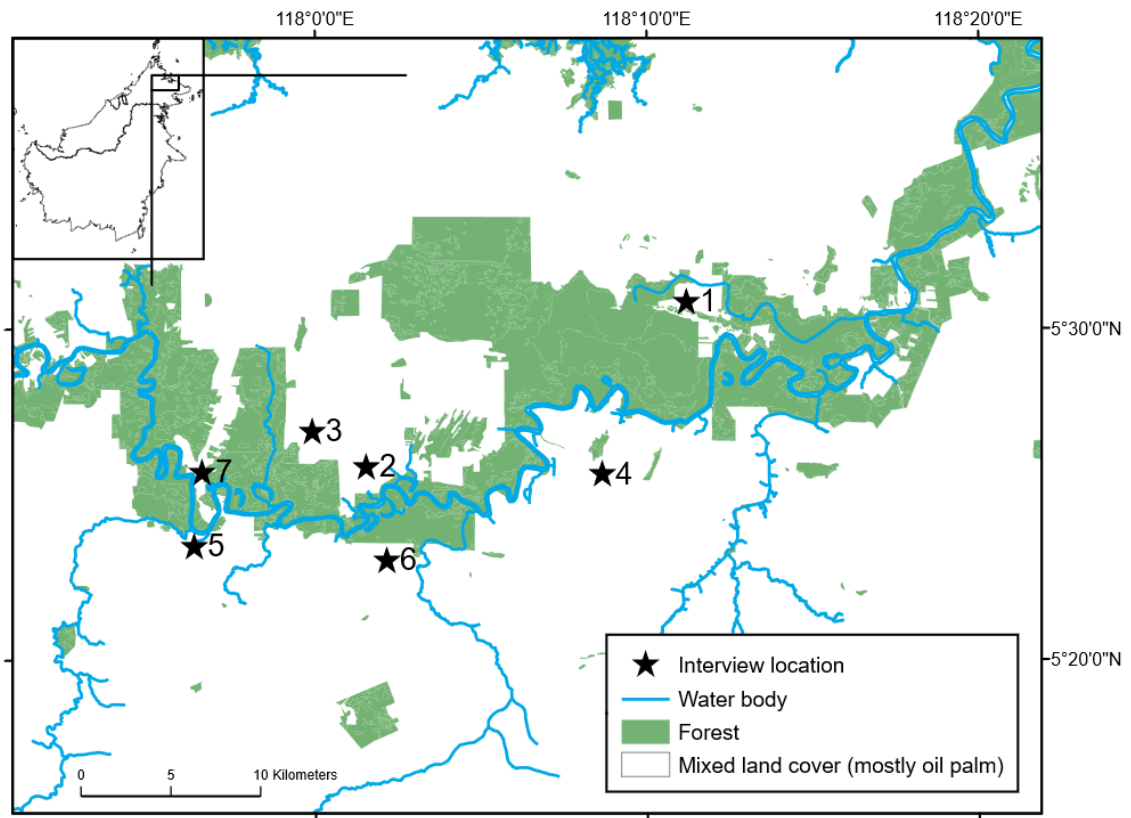 118°0'0"E
118°10'0"E
118°20'0"E
1
5°30'0"N
3
2
7
4
5
6
5°20'0"N
Interview location
Water body
Forest
Mixed land cover (mostly oil palm)
0 5 10 Kilometers